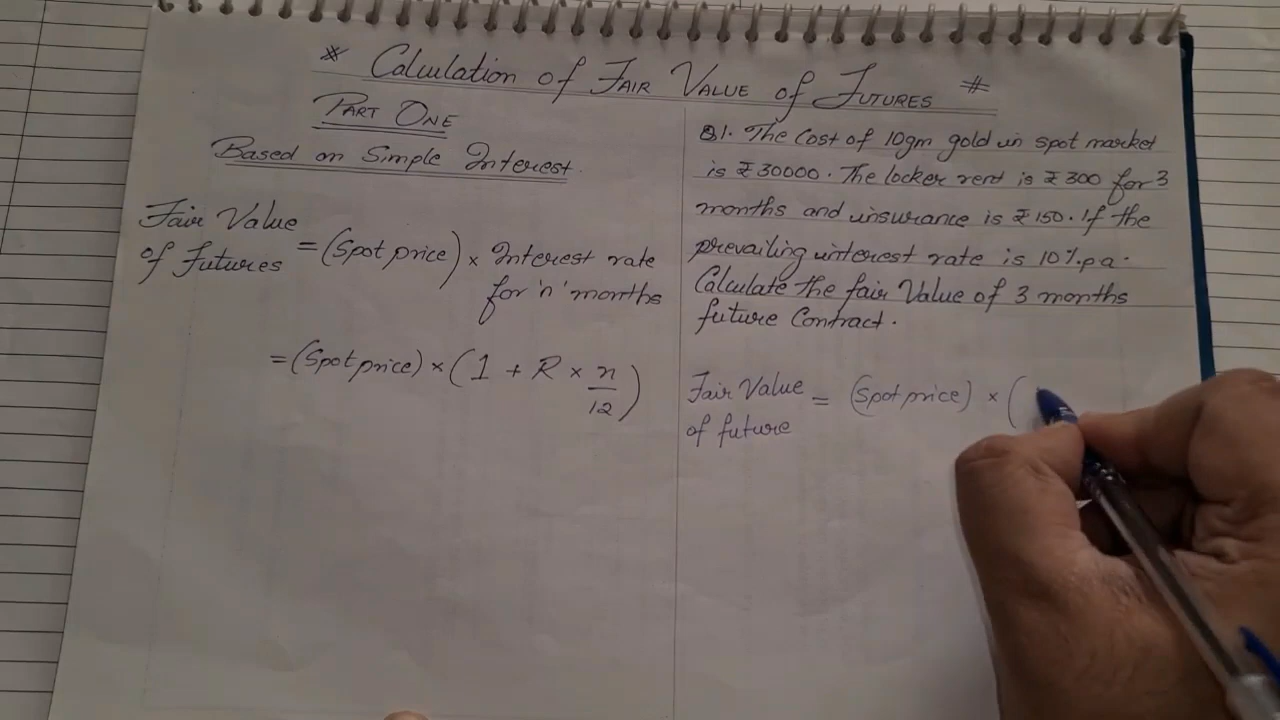 * Calculation of FAIR VALUE of FUTURES #
PART ONE
Based on Simple Interest.
Fair Value
of Futures = (Spot price) × Interest rate
for 'n' months
= (Spot price) × (1 + R × n/12)
Q1. The Cost of 10gm gold in spot market
is ₹30000. The locker rent is ₹300 for 3
months and insurance is ₹150. If the
prevailing interest rate is 10%.pa.
Calculate the fair Value of 3 months
future Contract.
Fair Value = (Spot price) × (
of future